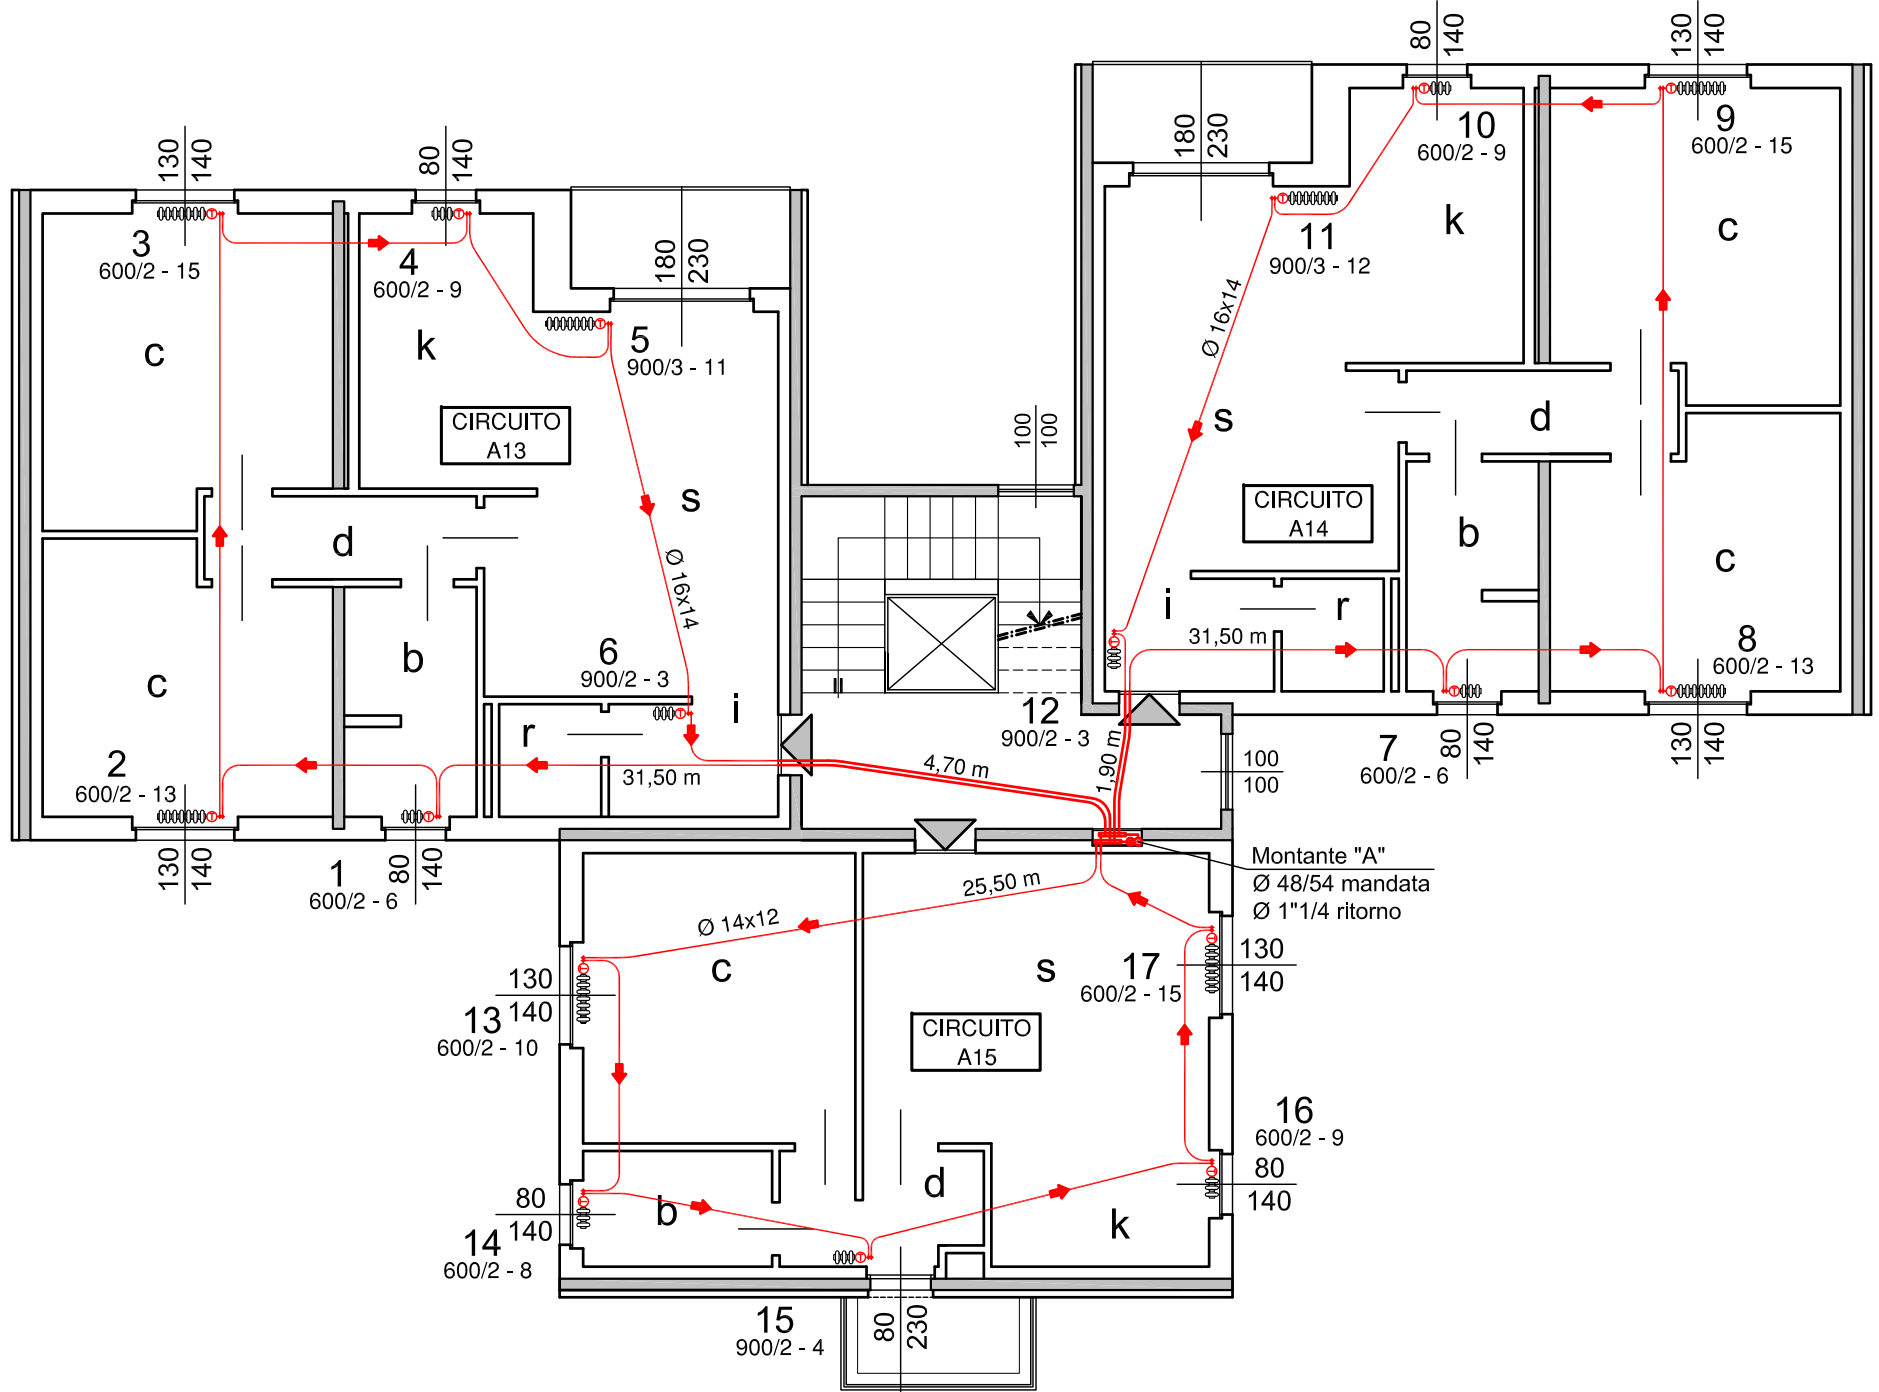 80
140
130
140
180
230
10
600/2 - 9
9
600/2 - 15
130
140
80
140
k
c
11
900/3 - 12
3
600/2 - 15
4
600/2 - 9
180
230
Ø 16x14
c
k
5
900/3 - 11
CIRCUITO
A13
s
d
100
100
s
CIRCUITO
A14
b
c
d
Ø 16x14
i
r
31,50 m
8
600/2 - 13
c
b
6
900/2 - 3
i
r
12
900/2 - 3
1,90 m
7
600/2 - 6
80
140
130
140
2
600/2 - 13
31,50 m
4,70 m
100
100
1
600/2 - 6
130
140
80
140
Montante "A"
Ø 48/54 mandata
Ø 1"1/4 ritorno
25,50 m
Ø 14x12
c
s
17
600/2 - 15
130
140
130
140
13
600/2 - 10
CIRCUITO
A15
16
600/2 - 9
80
140
80
140
b
d
k
14
600/2 - 8
15
900/2 - 4
80
230